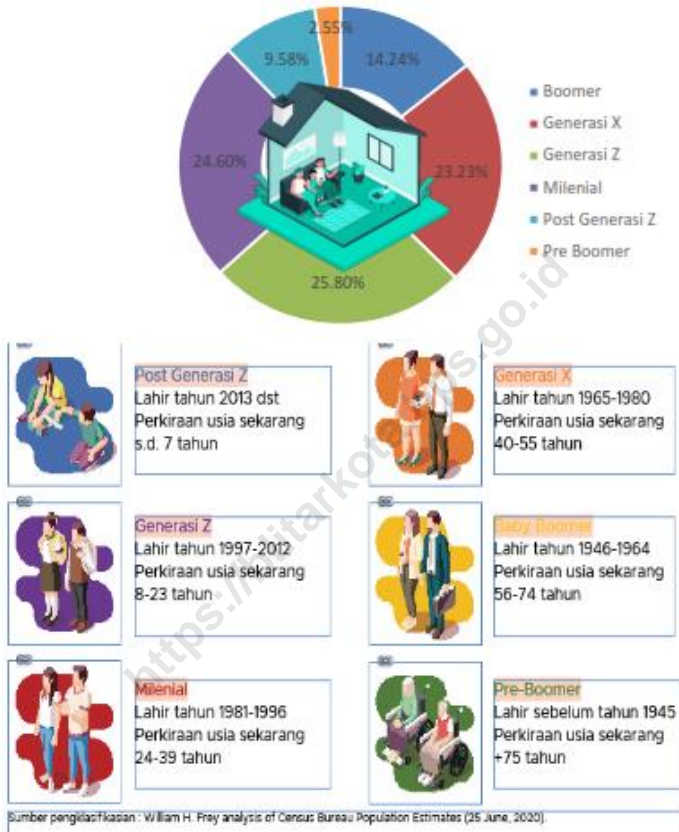 2.55%
9.58%
14.24%
24.60%
23.23%
25.80%
Boomer
Generasi X
Generasi Z
Milenial
Post Generasi Z
Pre Boomer
Post Generasi Z
Lahir tahun 2013 dst
Perkiraan usia sekarang
s.d. 7 tahun
Generasi X
Lahir tahun 1965-1980
Perkiraan usia sekarang
40-55 tahun
Generasi Z
Lahir tahun 1997-2012
Perkiraan usia sekarang
8-23 tahun
Baby Boomer
Lahir tahun 1946-1964
Perkiraan usia sekarang
56-74 tahun
Milenial
Lahir tahun 1981-1996
Perkiraan usia sekarang
24-39 tahun
Pre-Boomer
Lahir sebelum tahun 1945
Perkiraan usia sekarang
+75 tahun
Sumber pengklasifikasian : William H. Frey analysis of Census Bureau Population Estimates (25 June, 2020).
https://blitarkota.bps.go.id